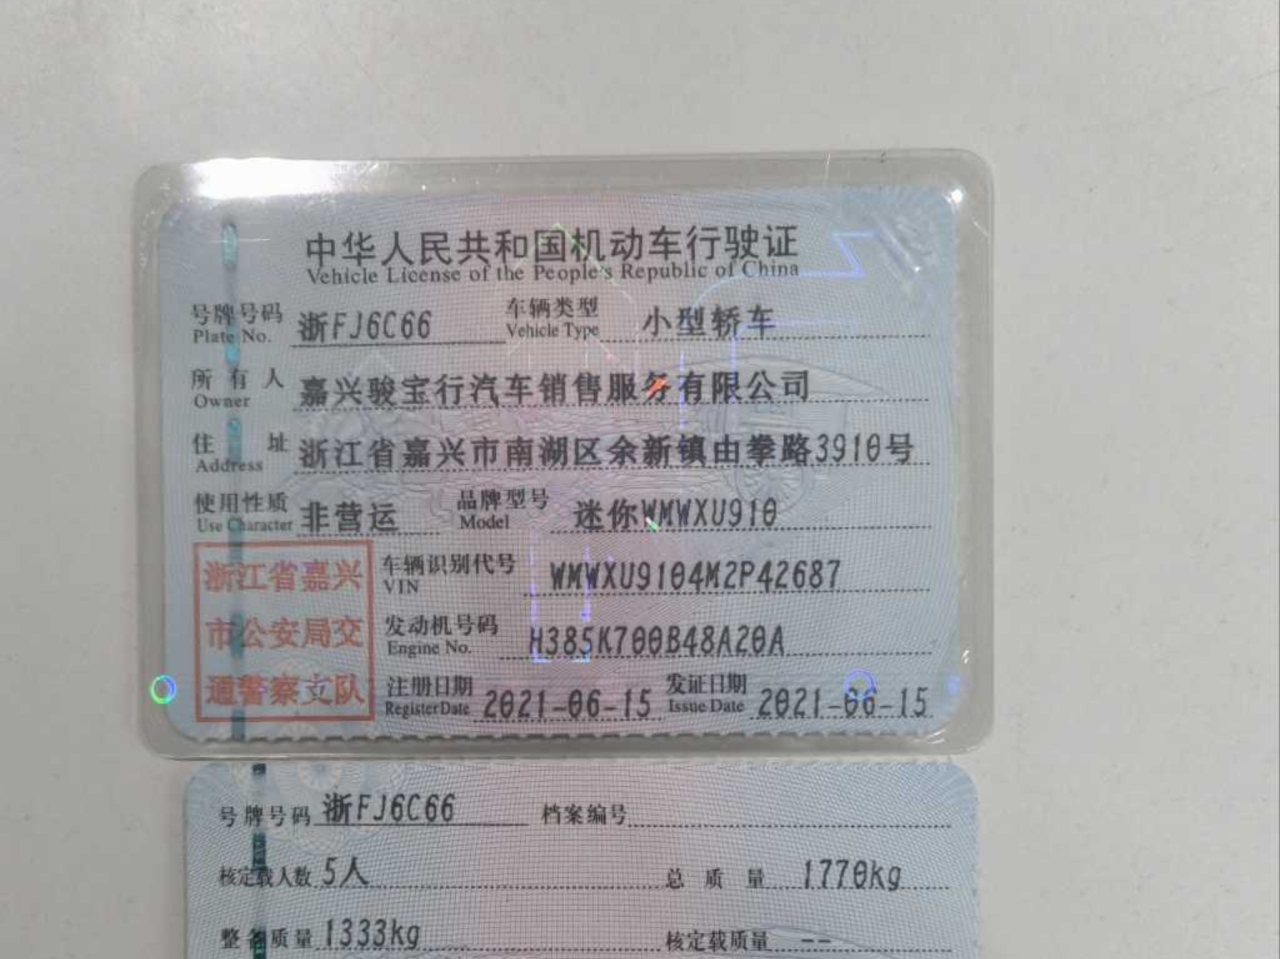 中华人民共和国机动车行驶证
Vehicle License of the People's Republic of China
号牌号码 浙FJ6C66 车辆类型 小型轿车
Plate No. Vehicle Type
所有人 嘉兴骏宝行汽车销售服务有限公司
Owner
住址 浙江省嘉兴市南湖区余新镇由拳路3910号
Address
使用性质 非营运 品牌型号 迷你WMWXU910
Use Character Model
浙江省嘉兴
市公安局交
通警察支队
车辆识别代号 WMWXU9104M2P42687
VIN
发动机号码 H385K700B48A20A
Engine No.
注册日期 2021-06-15 发证日期 2021-06-15
Register Date Issue Date
号牌号码 浙FJ6C66 档案编号
核定载人数 5人 总质量 1770kg
整备质量 1333kg 核定载质量 --